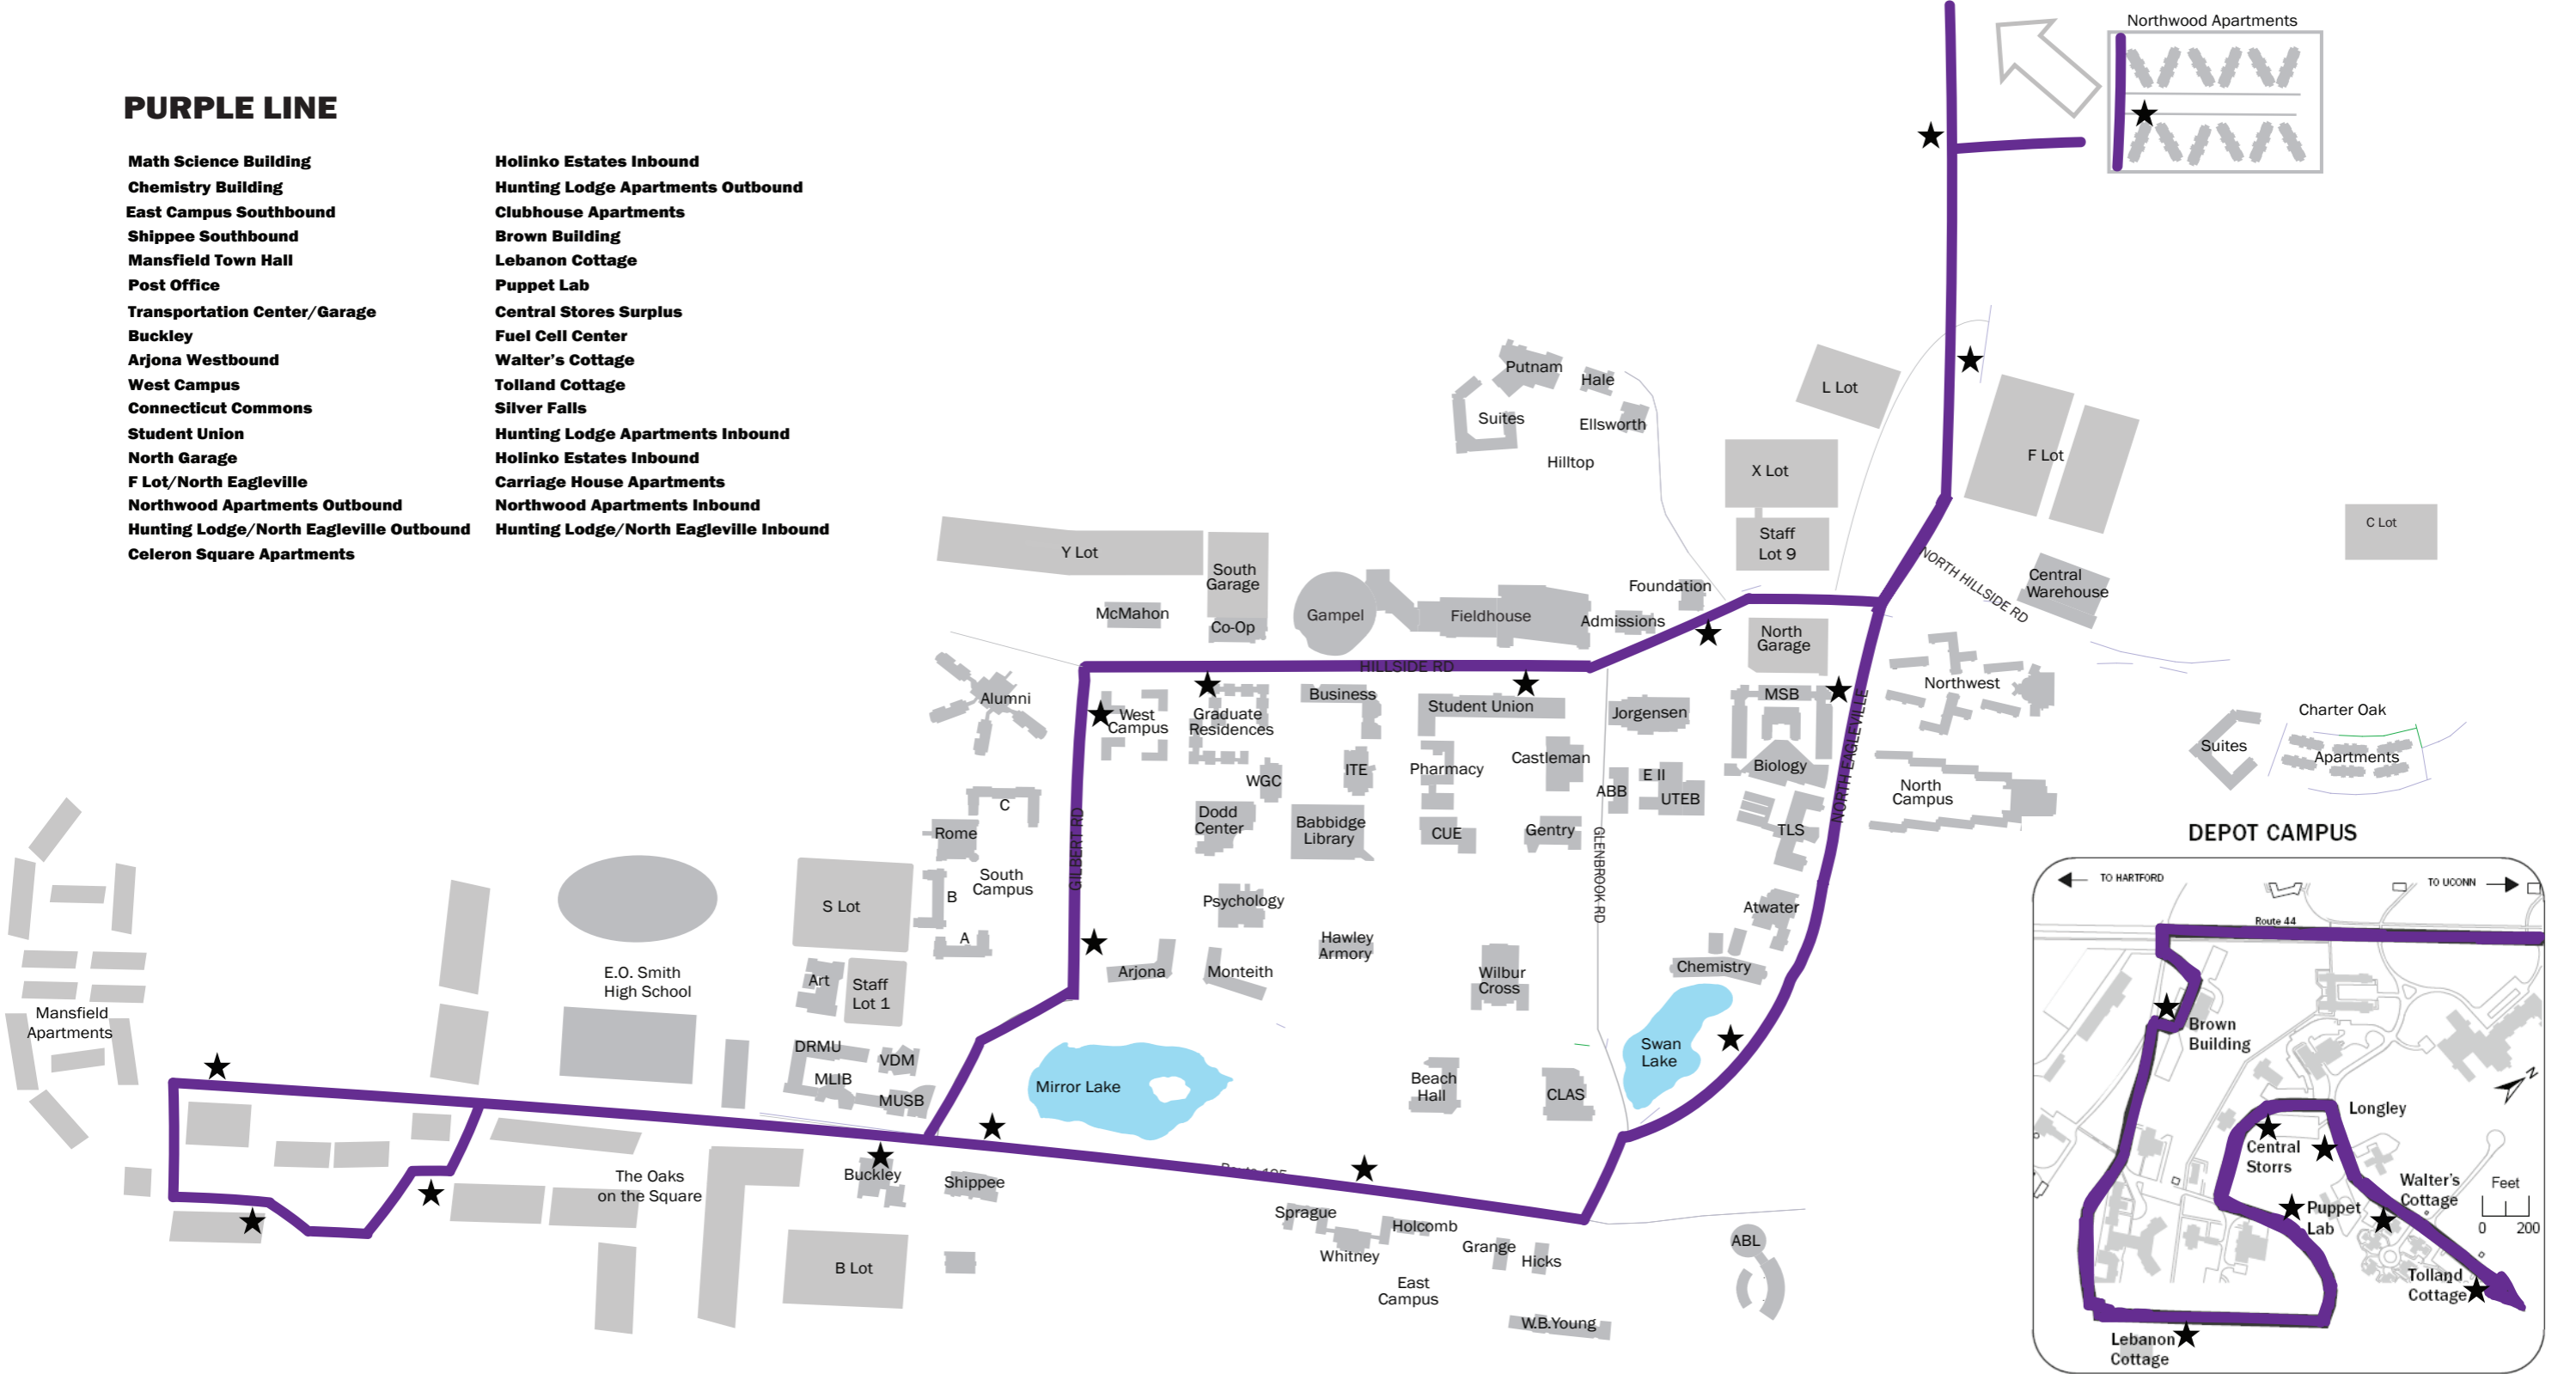 PURPLE LINE
Math Science Building
Chemistry Building
East Campus Southbound
Shippee Southbound
Mansfield Town Hall
Post Office
Transportation Center/Garage
Buckley
Arjona Westbound
West Campus
Connecticut Commons
Student Union
North Garage
F Lot/North Eagleville
Northwood Apartments Outbound
Hunting Lodge/North Eagleville Outbound
Celeron Square Apartments
Holinko Estates Inbound
Hunting Lodge Apartments Outbound
Clubhouse Apartments
Brown Building
Lebanon Cottage
Puppet Lab
Central Stores Surplus
Fuel Cell Center
Walter's Cottage
Tolland Cottage
Silver Falls
Hunting Lodge Apartments Inbound
Holinko Estates Inbound
Carriage House Apartments
Northwood Apartments Inbound
Hunting Lodge/North Eagleville Inbound
Northwood Apartments
Putnam
Hale
Suites
Ellsworth
Hilltop
L Lot
X Lot
F Lot
C Lot
Staff
Lot 9
Y Lot
South
Garage
McMahon
Co-Op
Gampel
Fieldhouse
Foundation
Admissions
North
Garage
NORTH HILLSIDE RD
Central
Warehouse
HILLSIDE RD
Alumni
West
Campus
Graduate
Residences
Business
Student Union
Jorgensen
MSB
Northwest
NORTH EAGLEVILLE
Charter Oak
Suites
Apartments
WGC
ITE
Pharmacy
Castleman
ABB
E II
UTEB
Biology
North
Campus
C
Rome
GILBERT RD
Dodd
Center
Babbidge
Library
CUE
Gentry
GLENBROOK RD
TLS
South
Campus
B
A
S Lot
Psychology
Hawley
Armory
Atwater
Arjona
Monteith
Wilbur
Cross
Chemistry
E.O. Smith
High School
Art
Staff
Lot 1
Mansfield
Apartments
DRMU
VDM
MLIB
MUSB
Mirror Lake
Beach
Hall
CLAS
Swan
Lake
The Oaks
on the Square
Buckley
Shippee
B Lot
Sprague
Holcomb
Whitney
Grange
Hicks
East
Campus
W.B.Young
ABL
DEPOT CAMPUS
TO HARTFORD
TO UCONN
Route 44
Brown
Building
N
Longley
Central
Storrs
Walter's
Cottage
Feet
0 200
Puppet
Lab
Tolland
Cottage
Lebanon
Cottage